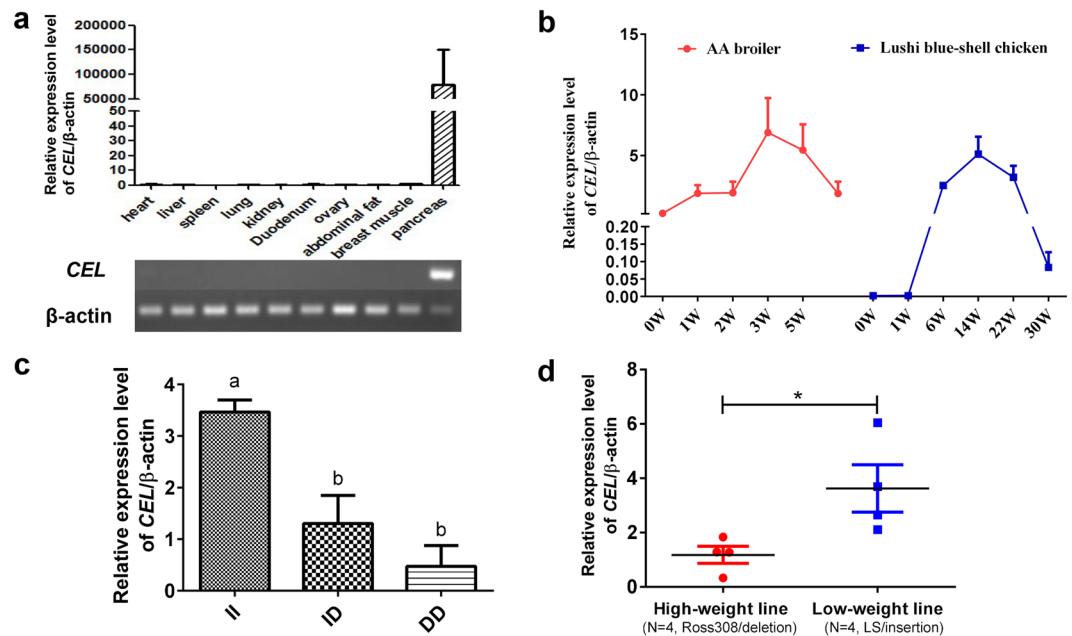 a
Relative expression level
of CEL/β-actin
200000
150000
100000
50000
50
40
30
20
10
0
heart
liver
spleen
lung
kidney
Duodenum
ovary
abdominal fat
breast muscle
pancreas
CEL
β-actin
b
Relative expression level
of CEL/β-actin
15
10
5
0.20
0.15
0.10
0.05
0.00
AA broiler
Lushi blue-shell chicken
0W
1W
2W
3W
5W
0W
1W
6W
14W
22W
30W
c
Relative expression level
of CEL/β-actin
4
3
2
1
0
a
b
b
II
ID
DD
d
Relative expression level
of CEL/β-actin
8
6
4
2
0
*
High-weight line
(N=4, Ross308/deletion)
Low-weight line
(N=4, LS/insertion)